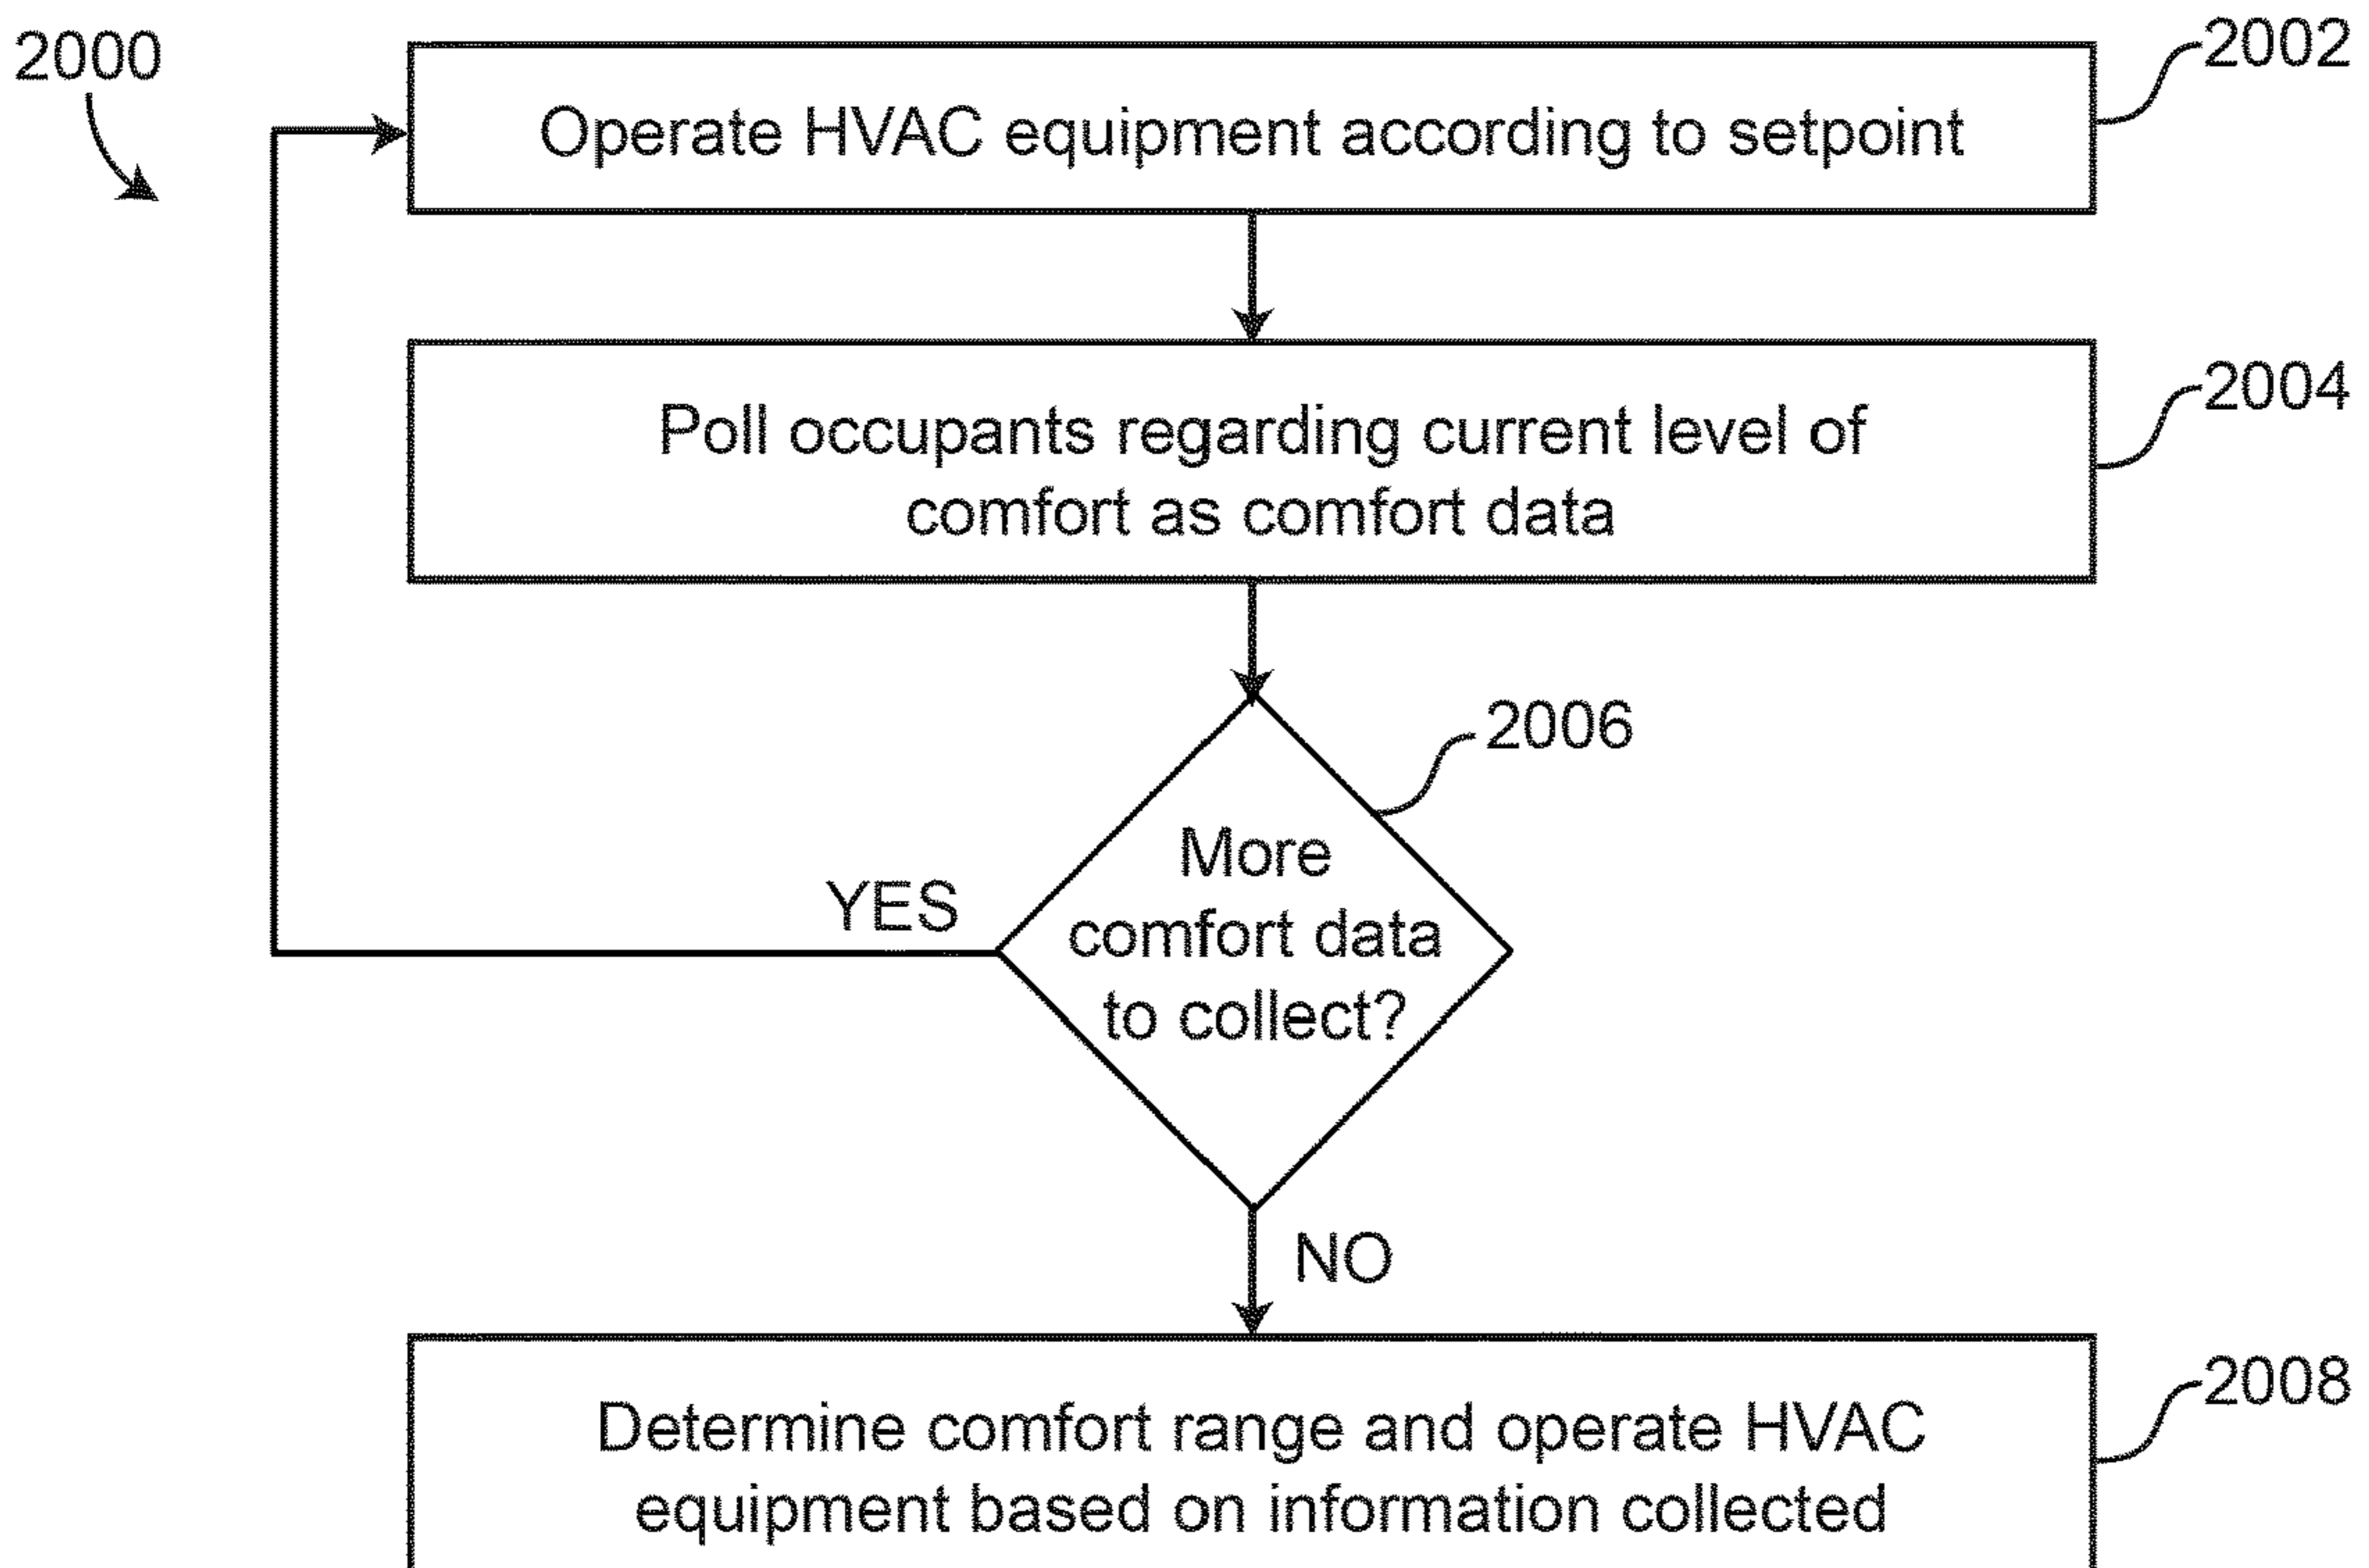 2000
2002
Operate HVAC equipment according to setpoint
2004
Poll occupants regarding current level of
comfort as comfort data
2006
More
comfort data
to collect?
YES
NO
2008
Determine comfort range and operate HVAC
equipment based on information collected